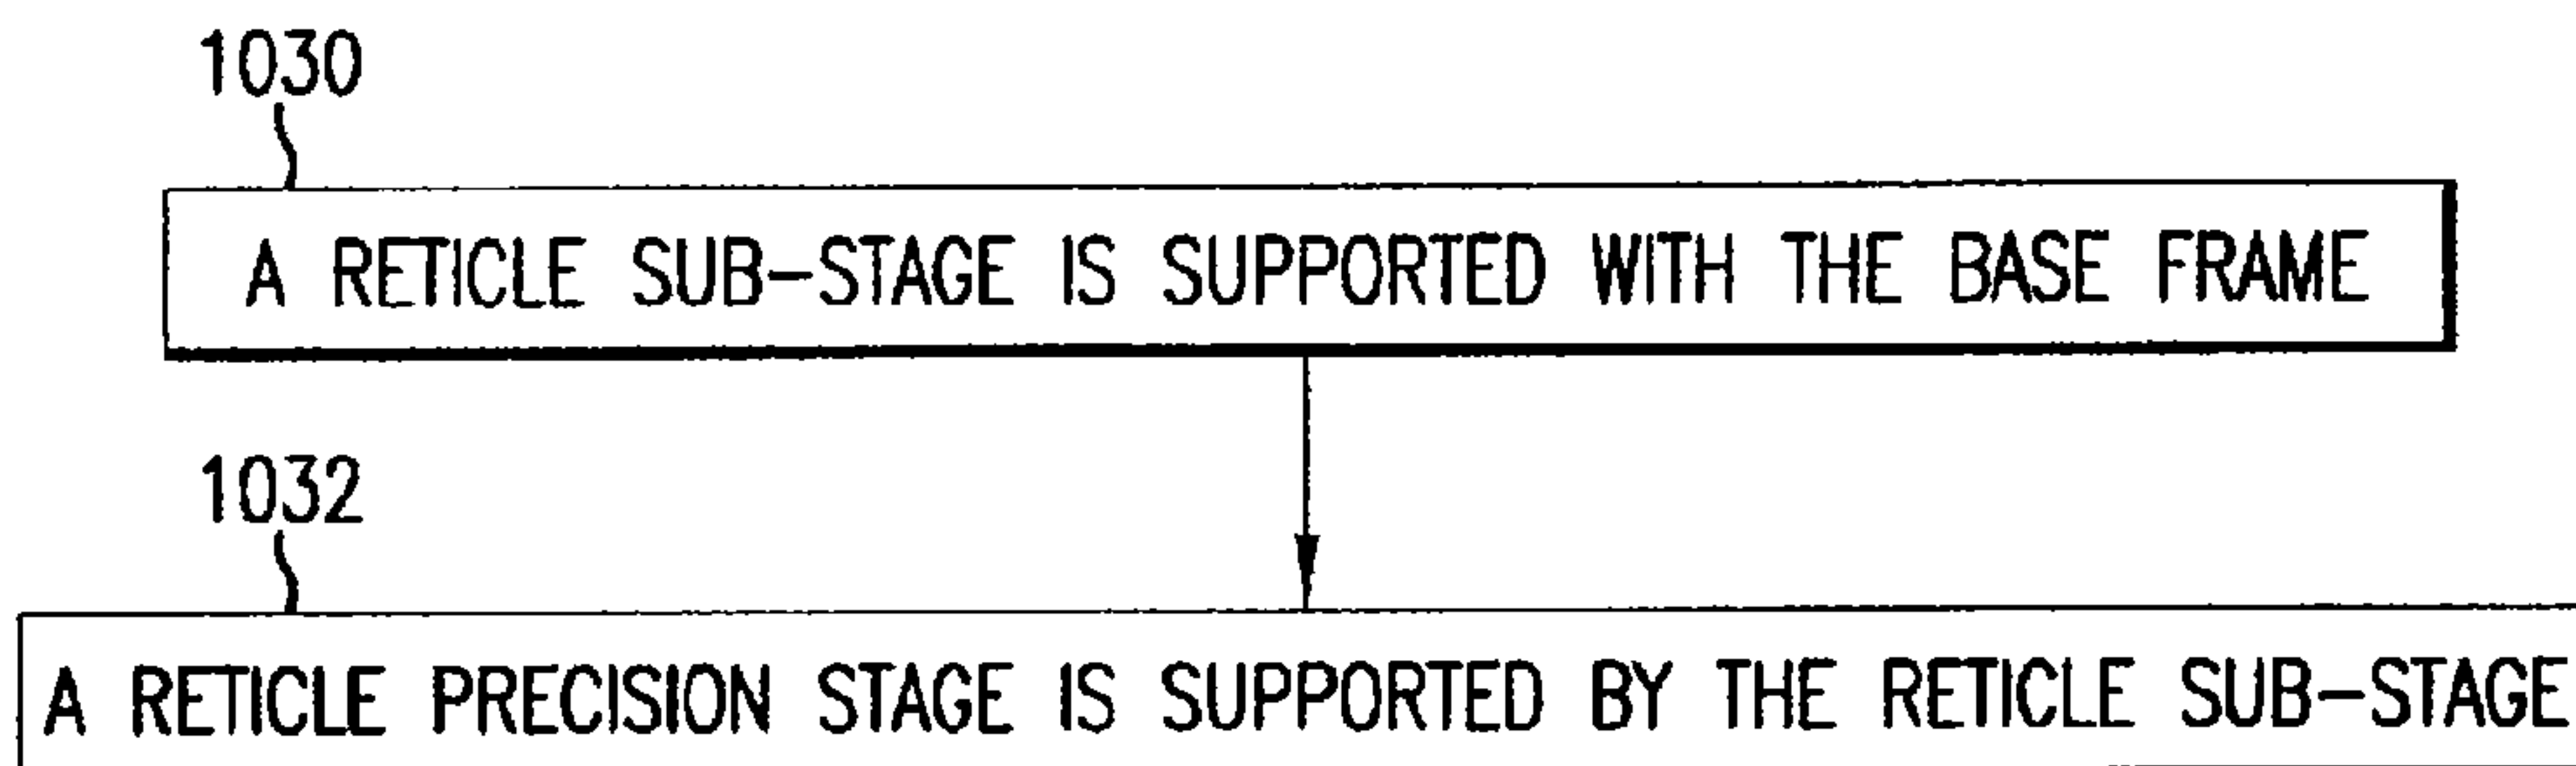 1030
A RETICLE SUB-STAGE IS SUPPORTED WITH THE BASE FRAME
1032
A RETICLE PRECISION STAGE IS SUPPORTED BY THE RETICLE SUB-STAGE